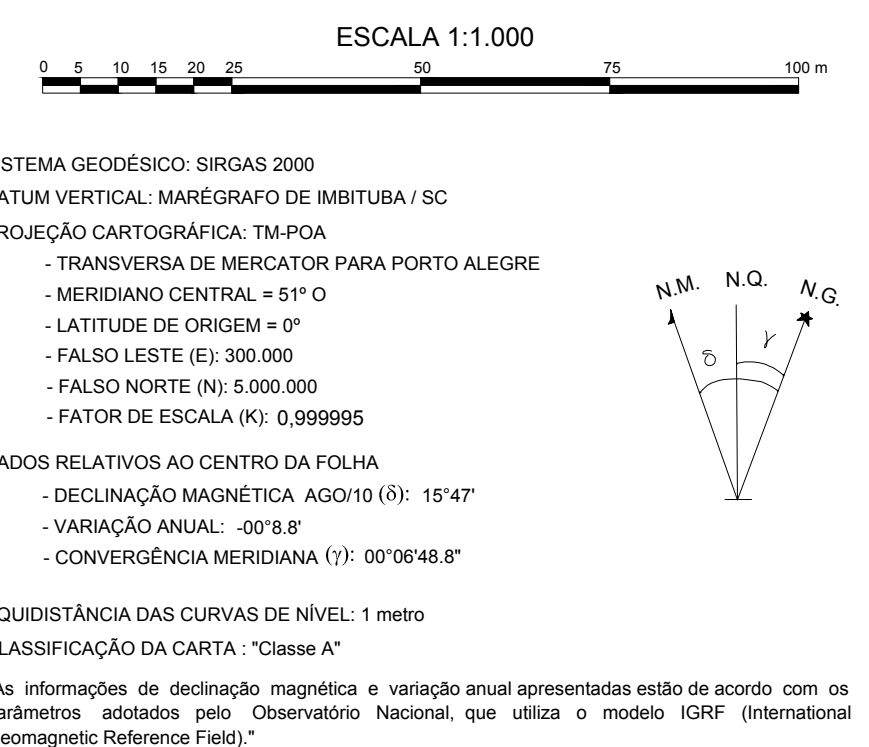 ESCALA 1:1.000
0 5 10 15 20 25 50 75 100 m
ISTEMA GEODÉSICO: SIRGAS 2000
ATUM VERTICAL: MARÉGRAFO DE IMBITUBA / SC
ROJEÇÃO CARTOGRÁFICA: TM-POA
- TRANSVERSA DE MERCATOR PARA PORTO ALEGRE
- MERIDIANO CENTRAL = 51º O
- LATITUDE DE ORIGEM = 0º
- FALSO LESTE (E): 300.000
- FALSO NORTE (N): 5.000.000
- FATOR DE ESCALA (K): 0,999995
N.M. N.Q. N.G.
δ γ
ADOS RELATIVOS AO CENTRO DA FOLHA
- DECLINAÇÃO MAGNÉTICA AGO/10 (δ): 15°47'
- VARIAÇÃO ANUAL: -00°8.8'
- CONVERGÊNCIA MERIDIANA (γ): 00°06'48.8"
QUIDISTÂNCIA DAS CURVAS DE NÍVEL: 1 metro
LASSIFICAÇÃO DA CARTA : "Classe A"
As informações de declinação magnética e variação anual apresentadas estão de acordo com os
arâmetros adotados pelo Observatório Nacional, que utiliza o modelo IGRF (International
eomagnetic Reference Field)."